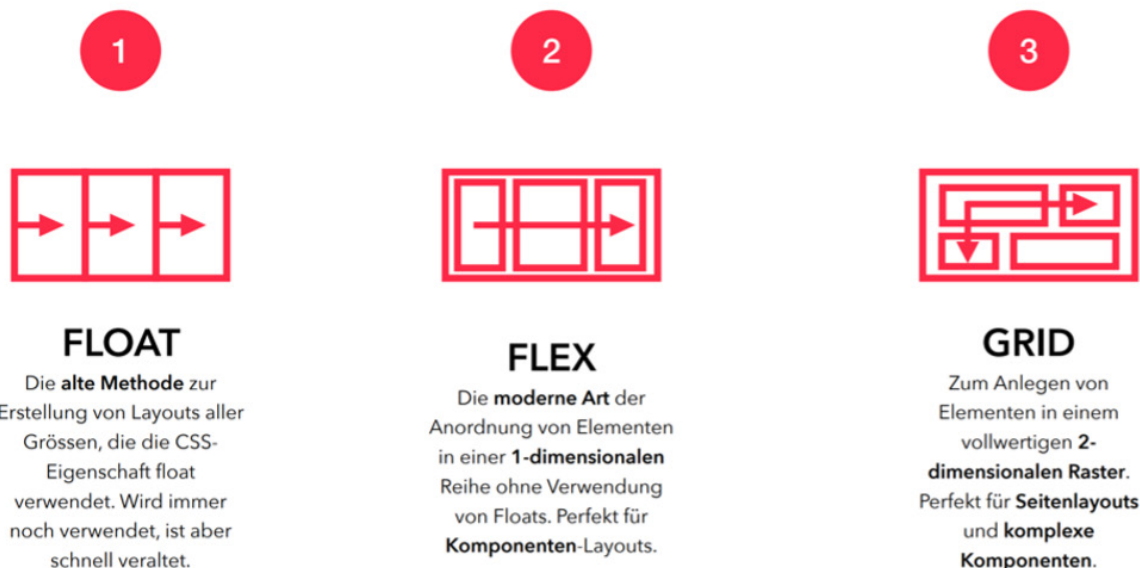 1
FLOAT
Die alte Methode zur
Erstellung von Layouts aller
Grössen, die die CSS-
Eigenschaft float
verwendet. Wird immer
noch verwendet, ist aber
schnell veraltet.
2
FLEX
Die moderne Art der
Anordnung von Elementen
in einer 1-dimensionalen
Reihe ohne Verwendung
von Floats. Perfekt für
Komponenten-Layouts.
3
GRID
Zum Anlegen von
Elementen in einem
vollwertigen 2-
dimensionalen Raster.
Perfekt für Seitenlayouts
und komplexe
Komponenten.